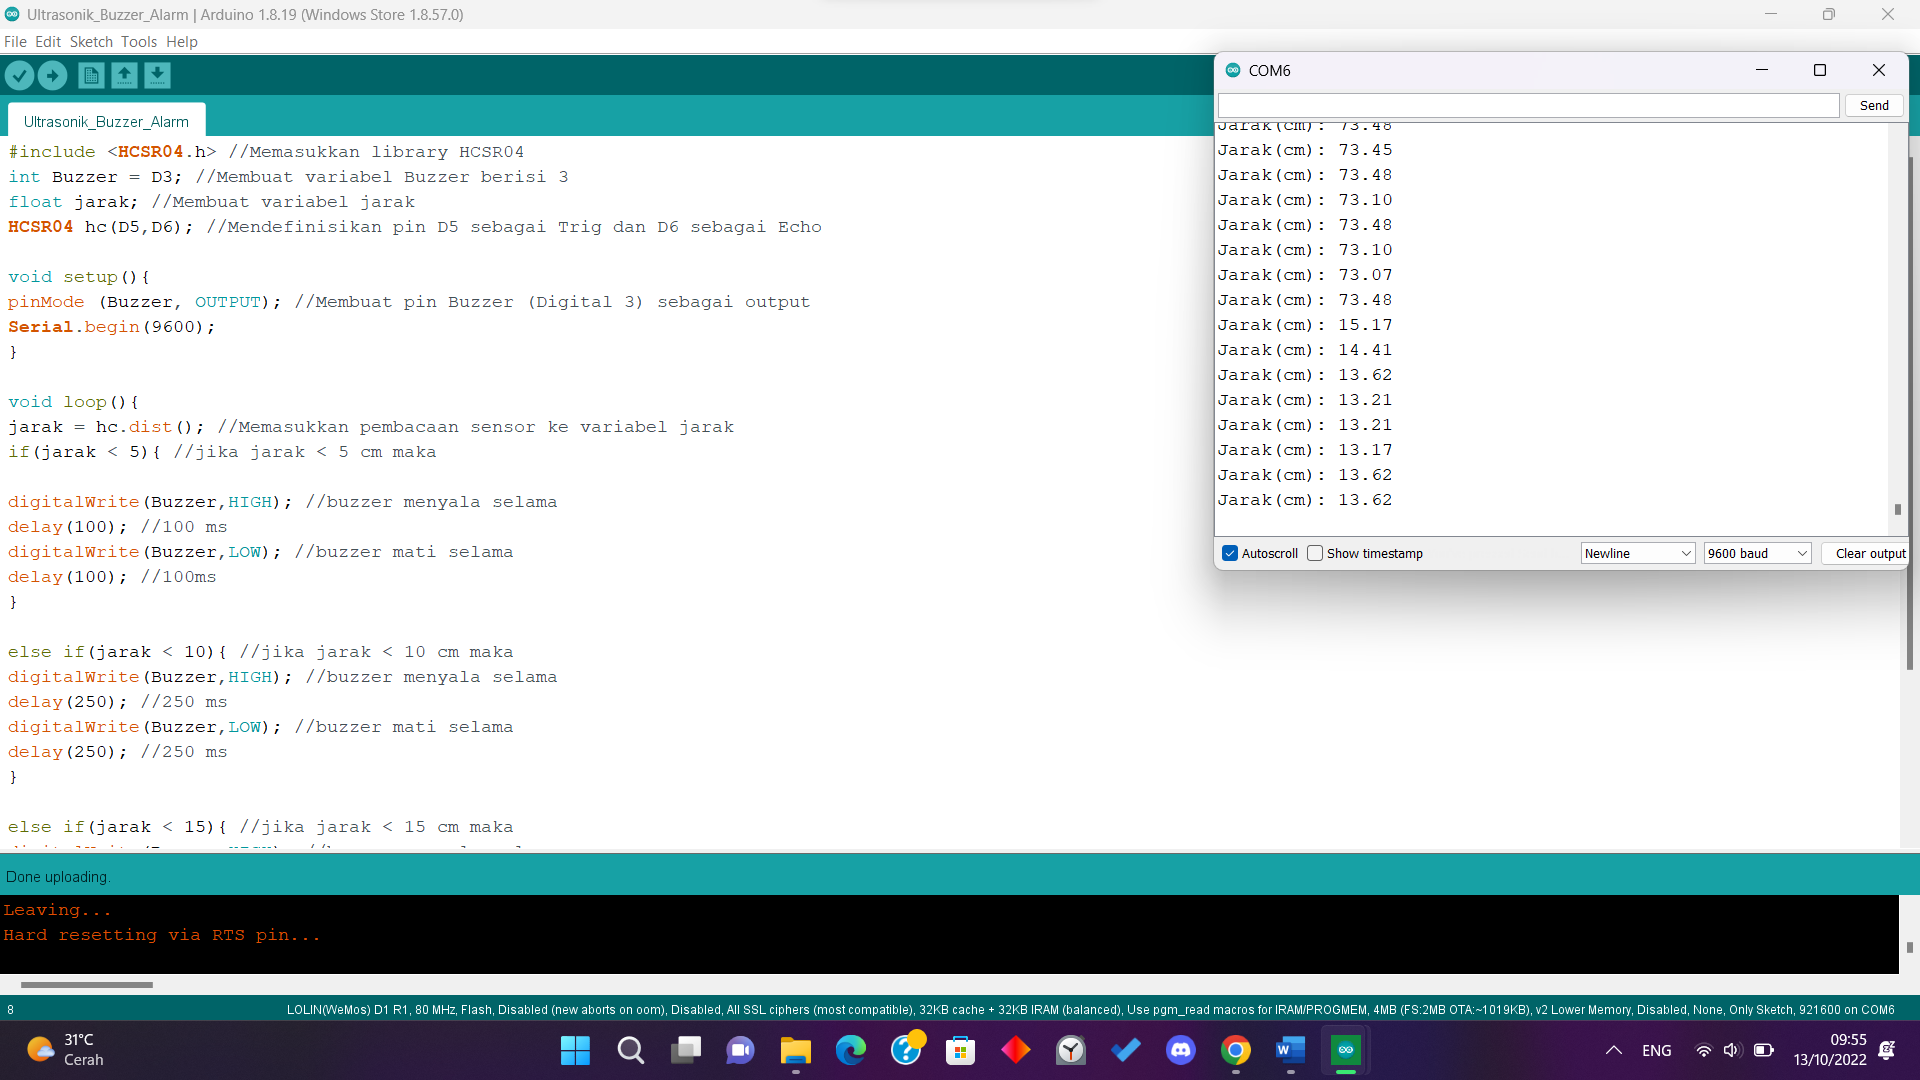 Ultrasonik_Buzzer_Alarm | Arduino 1.8.19 (Windows Store 1.8.57.0)
File Edit Sketch Tools Help
Ultrasonik_Buzzer_Alarm
#include <HCSR04.h> //Memasukkan library HCSR04
int Buzzer = D3; //Membuat variabel Buzzer berisi 3
float jarak; //Membuat variabel jarak
HCSR04 hc(D5,D6); //Mendefinisikan pin D5 sebagai Trig dan D6 sebagai Echo
void setup(){
pinMode (Buzzer, OUTPUT); //Membuat pin Buzzer (Digital 3) sebagai output
Serial.begin(9600);
}
void loop(){
jarak = hc.dist(); //Memasukkan pembacaan sensor ke variabel jarak
if(jarak < 5){ //jika jarak < 5 cm maka
digitalWrite(Buzzer,HIGH); //buzzer menyala selama
delay(100); //100 ms
digitalWrite(Buzzer,LOW); //buzzer mati selama
delay(100); //100ms
}
else if(jarak < 10){ //jika jarak < 10 cm maka
digitalWrite(Buzzer,HIGH); //buzzer menyala selama
delay(250); //250 ms
digitalWrite(Buzzer,LOW); //buzzer mati selama
delay(250); //250 ms
}
else if(jarak < 15){ //jika jarak < 15 cm maka
COM6
Send
Jarak(cm): 73.48
Jarak(cm): 73.45
Jarak(cm): 73.48
Jarak(cm): 73.10
Jarak(cm): 73.48
Jarak(cm): 73.10
Jarak(cm): 73.07
Jarak(cm): 73.48
Jarak(cm): 15.17
Jarak(cm): 14.41
Jarak(cm): 13.62
Jarak(cm): 13.21
Jarak(cm): 13.21
Jarak(cm): 13.17
Jarak(cm): 13.62
Jarak(cm): 13.62
Autoscroll Show timestamp Newline 9600 baud Clear output
Done uploading.
Leaving...
Hard resetting via RTS pin...
8 LOLIN(WeMos) D1 R1, 80 MHz, Flash, Disabled (new aborts on oom), Disabled, All SSL ciphers (most compatible), 32KB cache + 32KB IRAM (balanced), Use pgm_read macros for IRAM/PROGMEM, 4MB (FS:2MB OTA:~1019KB), v2 Lower Memory, Disabled, None, Only Sketch, 921600 on COM6
31°C
Cerah
ENG
09:55
13/10/2022